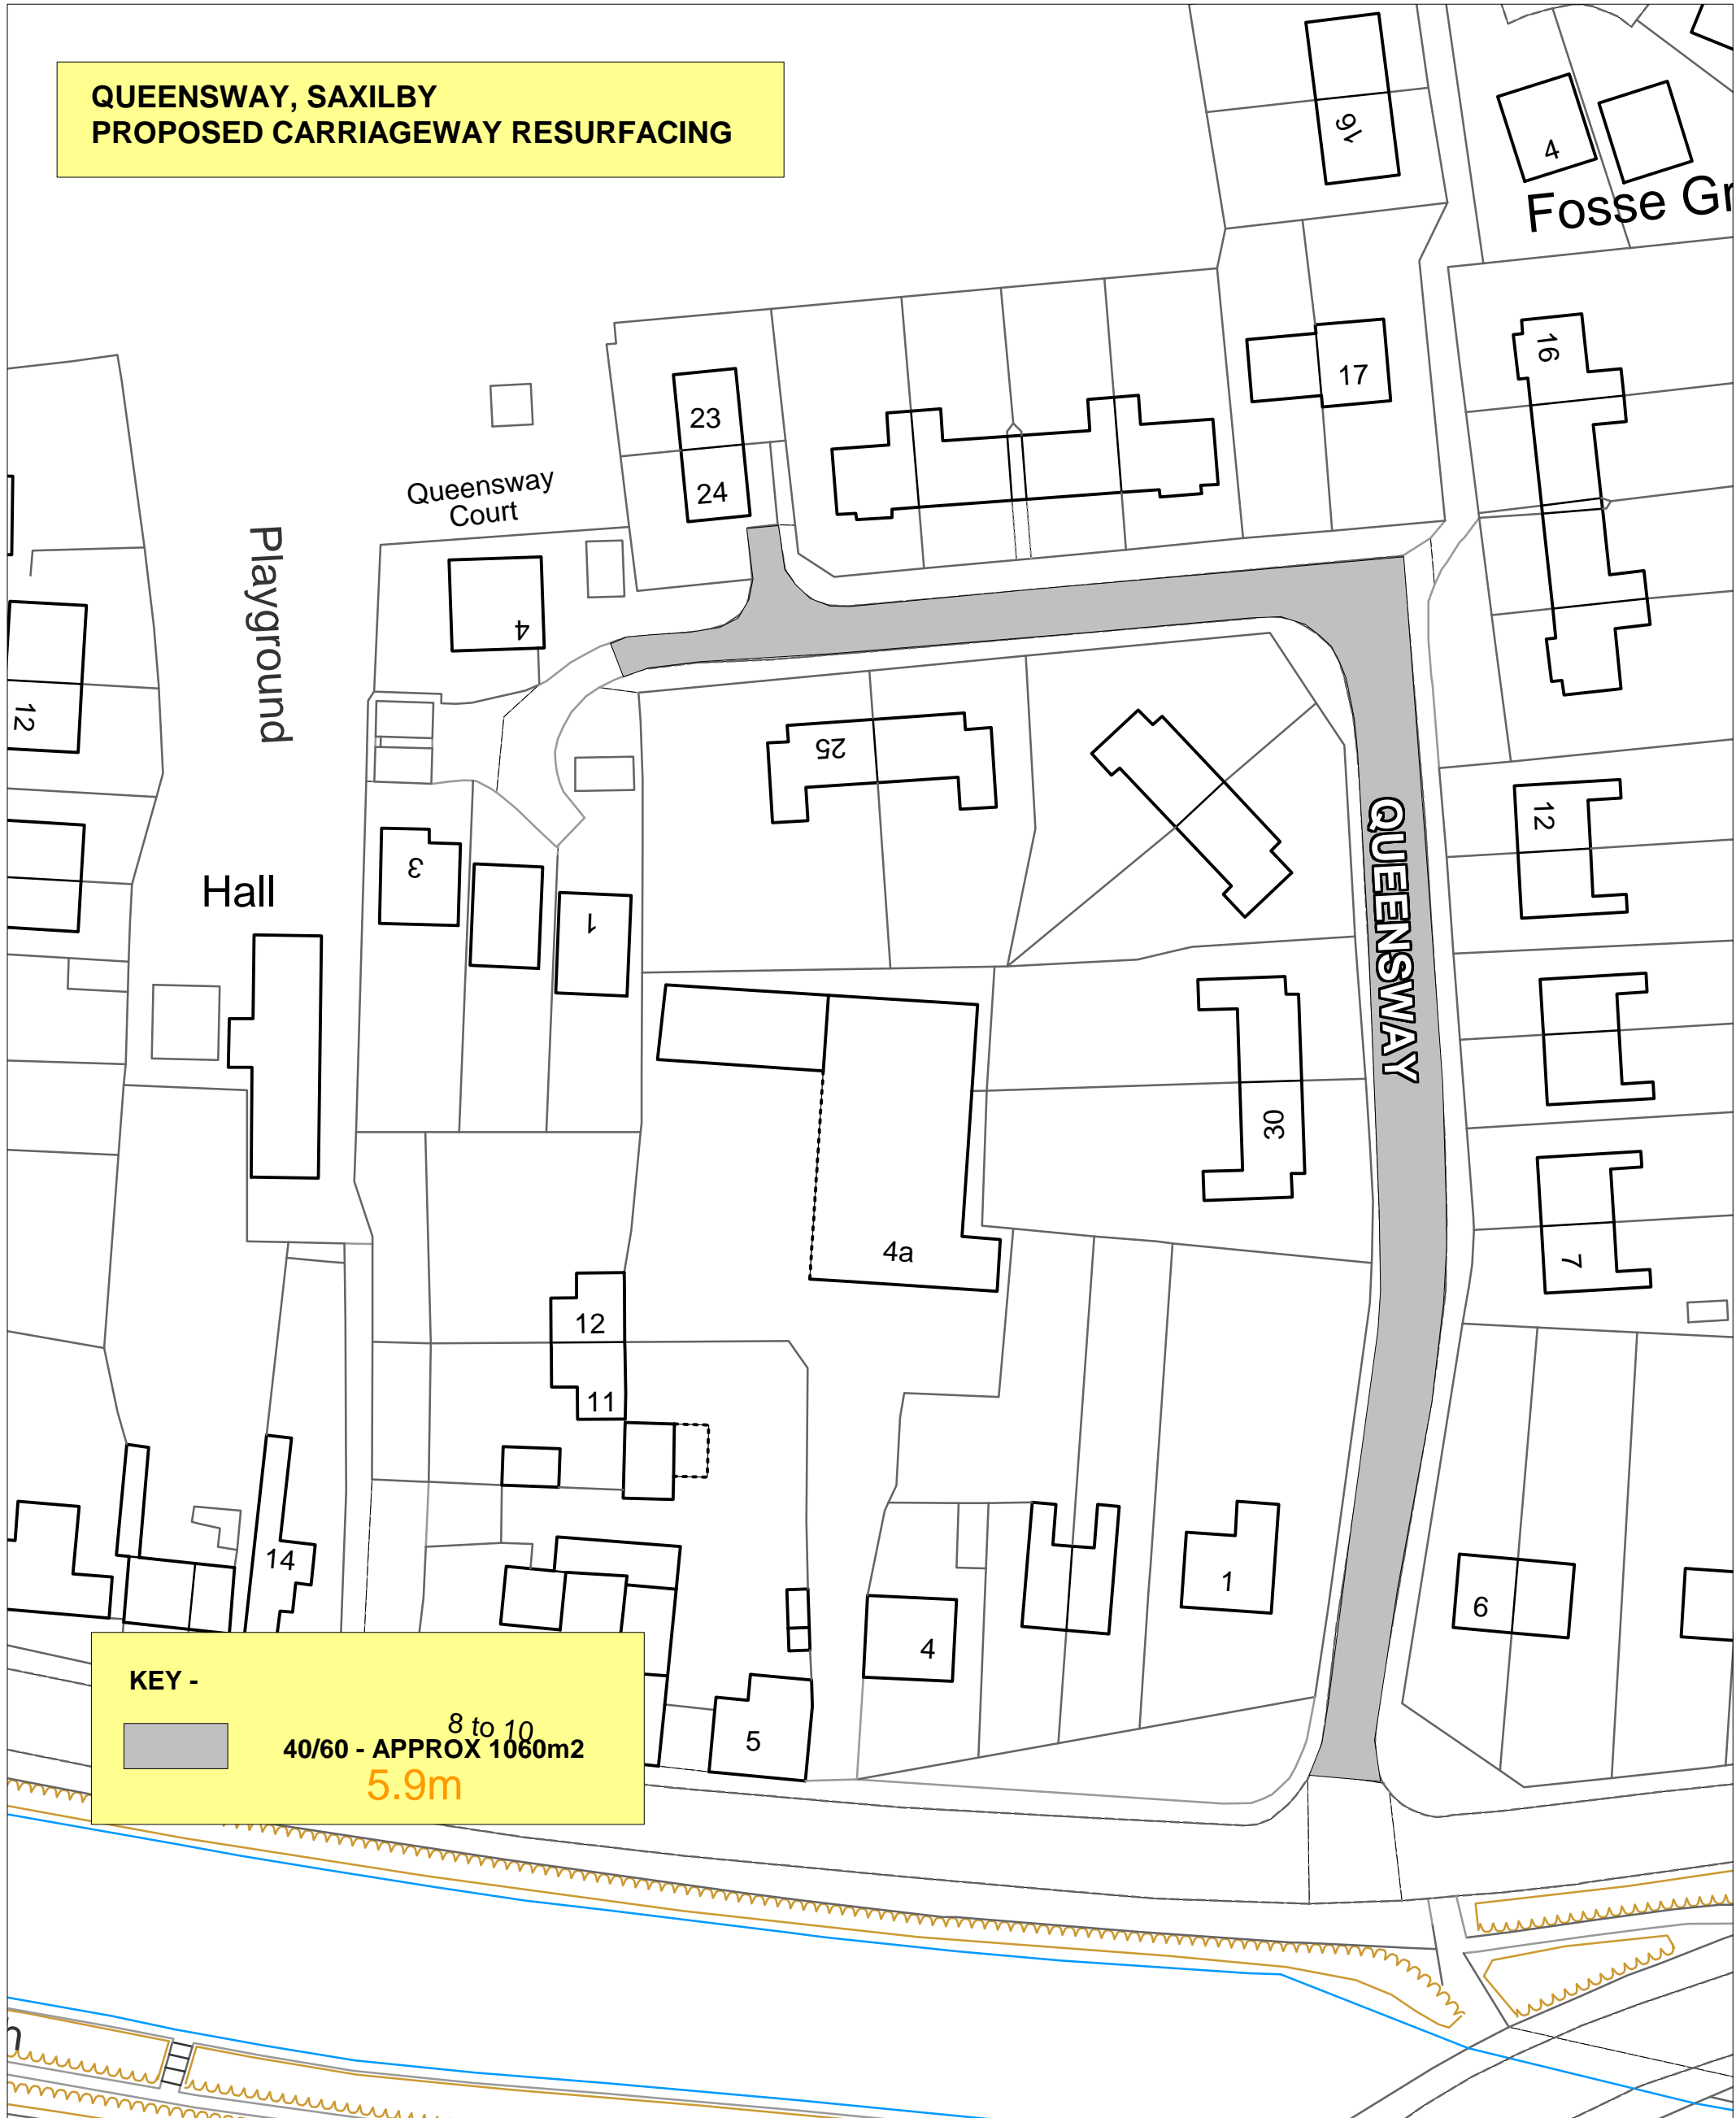 QUEENSWAY, SAXILBY
PROPOSED CARRIAGEWAY RESURFACING
16
4
Fosse Gr
17
16
23
24
Queensway
Court
Playground
4
12
25
12
QUEENSWAY
3
1
Hall
30
4a
7
12
11
14
1
6
4
5
KEY -
8 to 10
40/60 - APPROX 1060m2
5.9m